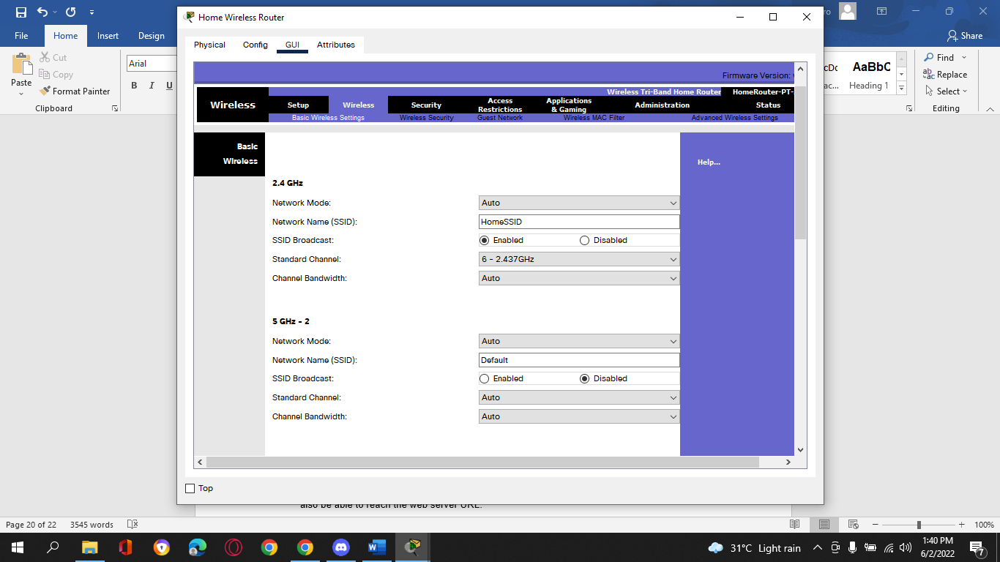 ro
Home Wireless Router
File
Home
Insert
Design
Share
Physical
Config
GUI
Attributes
Paste
Cut
Copy
Format Painter
Clipboard
Arial
B I U
AaBbC
Heading 1
Find
Replace
Select
Editing
Firmware Version:
Wireless Tri-Band Home Router
HomeRouter-PT-
Wireless
Setup
Wireless
Security
Access Restrictions
Applications & Gaming
Administration
Status
Basic Wireless Settings
Wireless Security
Guest Network
Wireless MAC Filter
Advanced Wireless Settings
Basic
Wireless
Help...
2.4 GHz
Network Mode: Auto
Network Name (SSID): HomeSSID
SSID Broadcast: Enabled Disabled
Standard Channel: 6 - 2.437GHz
Channel Bandwidth: Auto
5 GHz - 2
Network Mode: Auto
Network Name (SSID): Default
SSID Broadcast: Enabled Disabled
Standard Channel: Auto
Channel Bandwidth: Auto
Top
also be able to reach the web server URL.
Page 20 of 22 3545 words
100%
31°C Light rain
1:40 PM
6/2/2022
7